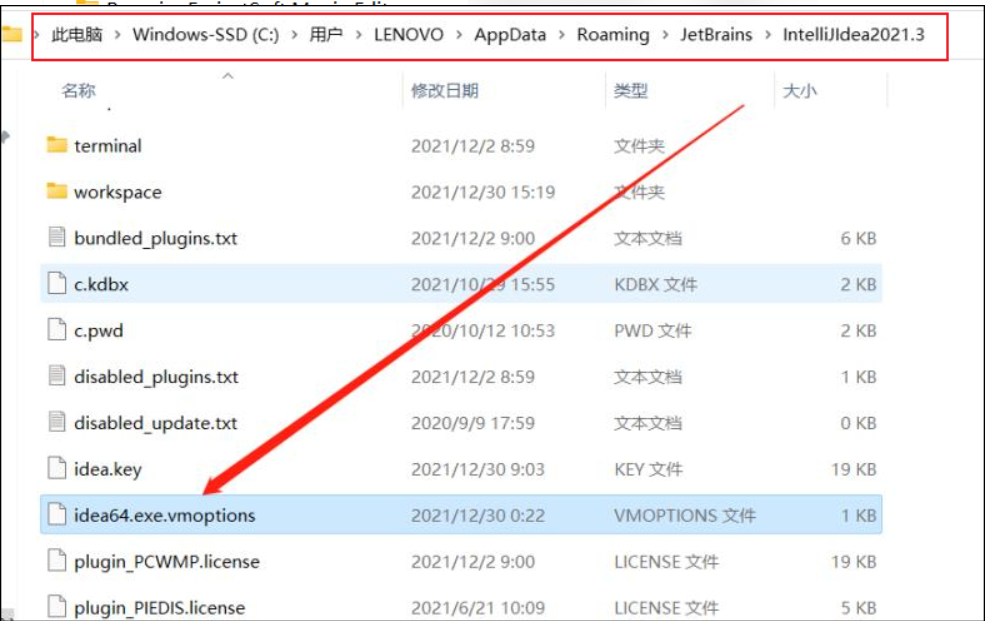 此电脑 › Windows-SSD (C:) › 用户 › LENOVO › AppData › Roaming › JetBrains › IntelliJIdea2021.3
名称 修改日期 类型 大小
terminal 2021/12/2 8:59 文件夹
workspace 2021/12/30 15:19 文件夹
bundled_plugins.txt 2021/12/2 9:00 文本文档 6 KB
c.kdbx 2021/10/29 15:55 KDBX 文件 2 KB
c.pwd 2020/10/12 10:53 PWD 文件 2 KB
disabled_plugins.txt 2021/12/2 8:59 文本文档 1 KB
disabled_update.txt 2020/9/9 17:59 文本文档 0 KB
idea.key 2021/12/30 9:03 KEY 文件 19 KB
idea64.exe.vmoptions 2021/12/30 0:22 VMOPTIONS 文件 1 KB
plugin_PCWMP.license 2021/12/2 9:00 LICENSE 文件 19 KB
plugin_PIEDIS.license 2021/6/21 10:09 LICENSE 文件 5 KB